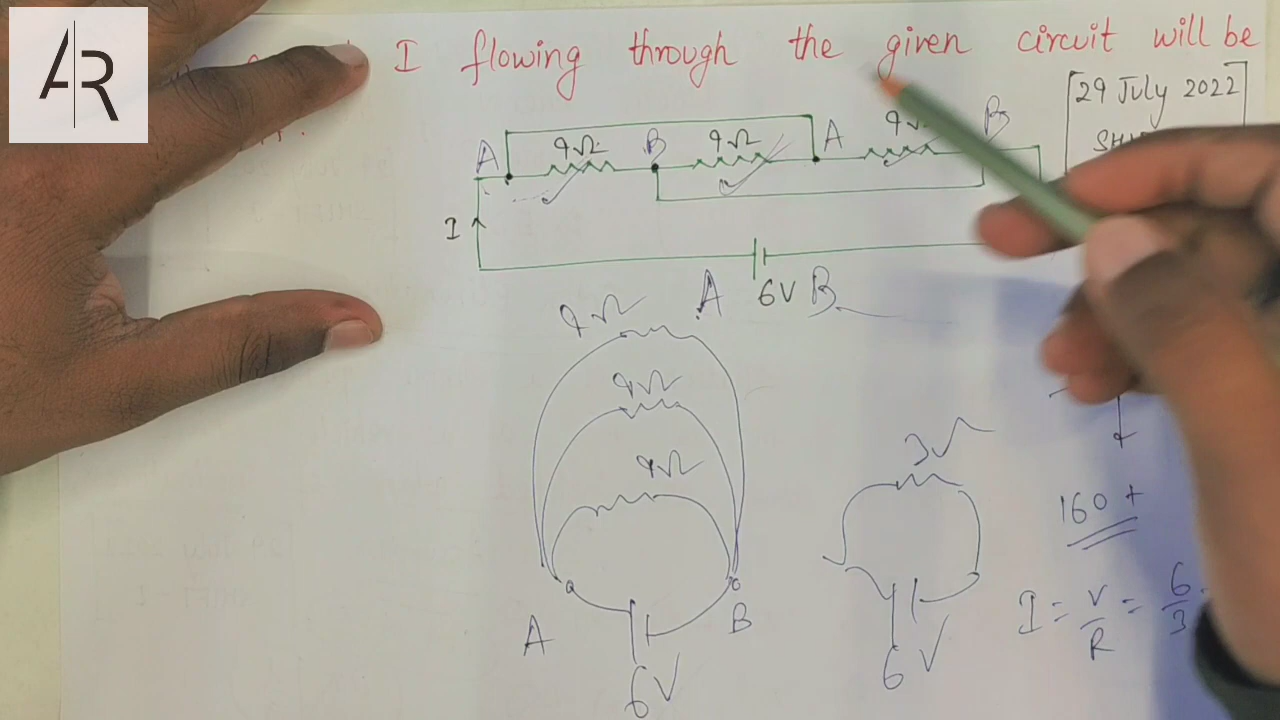 AR
I flowing through the given circuit will be
[29 July 2022]
A 9Ω B 9Ω A 9Ω B
I
A 6V B
9Ω
9Ω
9Ω
A B
6V
3
6V
160 +
I = V/R = 6/3